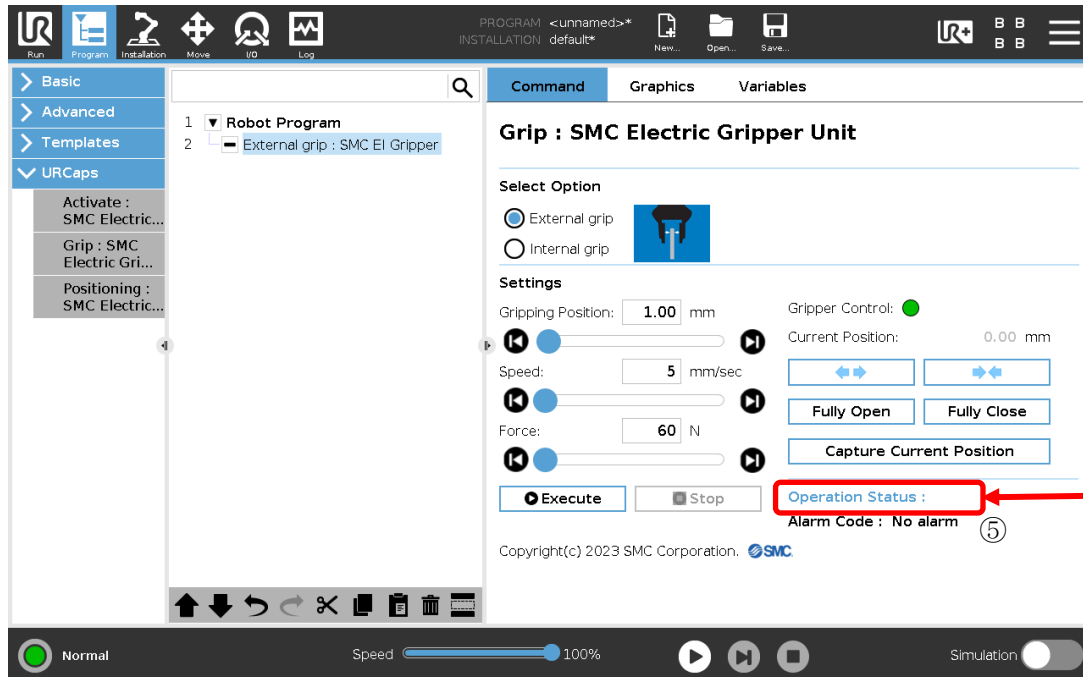 PROGRAM <unnamed>*
INSTALLATION default*
Run
Program
Installation
Move
I/O
Log
New...
Open...
Save...
UR+
B B
B B
Basic
Advanced
Templates
URCaps
Activate :
SMC Electric...
Grip : SMC
Electric Gri...
Positioning :
SMC Electric...
1 Robot Program
2 External grip : SMC El Gripper
Command Graphics Variables
Grip : SMC Electric Gripper Unit
Select Option
External grip
Internal grip
Settings
Gripping Position: 1.00 mm
Speed: 5 mm/sec
Force: 60 N
Execute Stop
Gripper Control:
Current Position: 0.00 mm
Fully Open Fully Close
Capture Current Position
Operation Status :
Alarm Code : No alarm
⑤
Copyright(c) 2023 SMC Corporation. SMC.
Normal
Speed 100%
Simulation